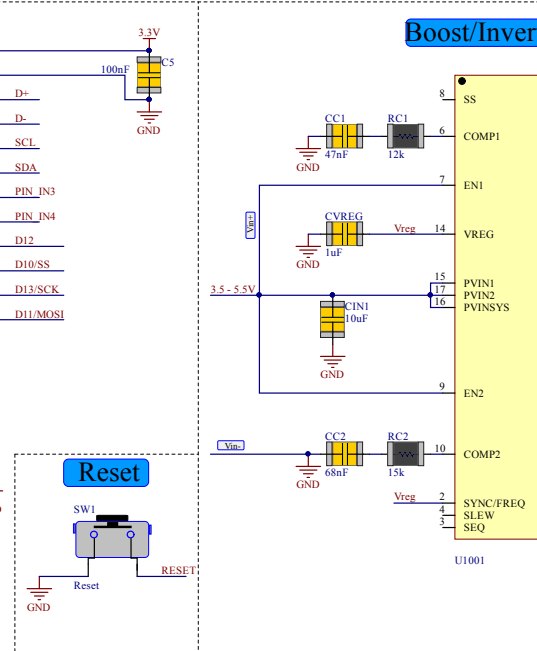 3.3V
C5
100nF
GND
D+
D-
SCL
SDA
PIN_IN3
PIN_IN4
D12
D10/SS
D13/SCK
D11/MOSI
Reset
SW1
RESET
Reset
GND
Boost/Inver
8
SS
CC1
RC1
6
COMP1
47nF
12k
GND
7
EN1
Vin+
CVREG
Vreg
14
VREG
1uF
GND
3.5 - 5.5V
15
PVIN1
17
PVIN2
16
PVINSYS
CIN1
10uF
GND
9
EN2
Vin-
CC2
RC2
10
COMP2
68nF
15k
GND
Vreg
2
SYNC/FREQ
4
SLEW
3
SEQ
U1001